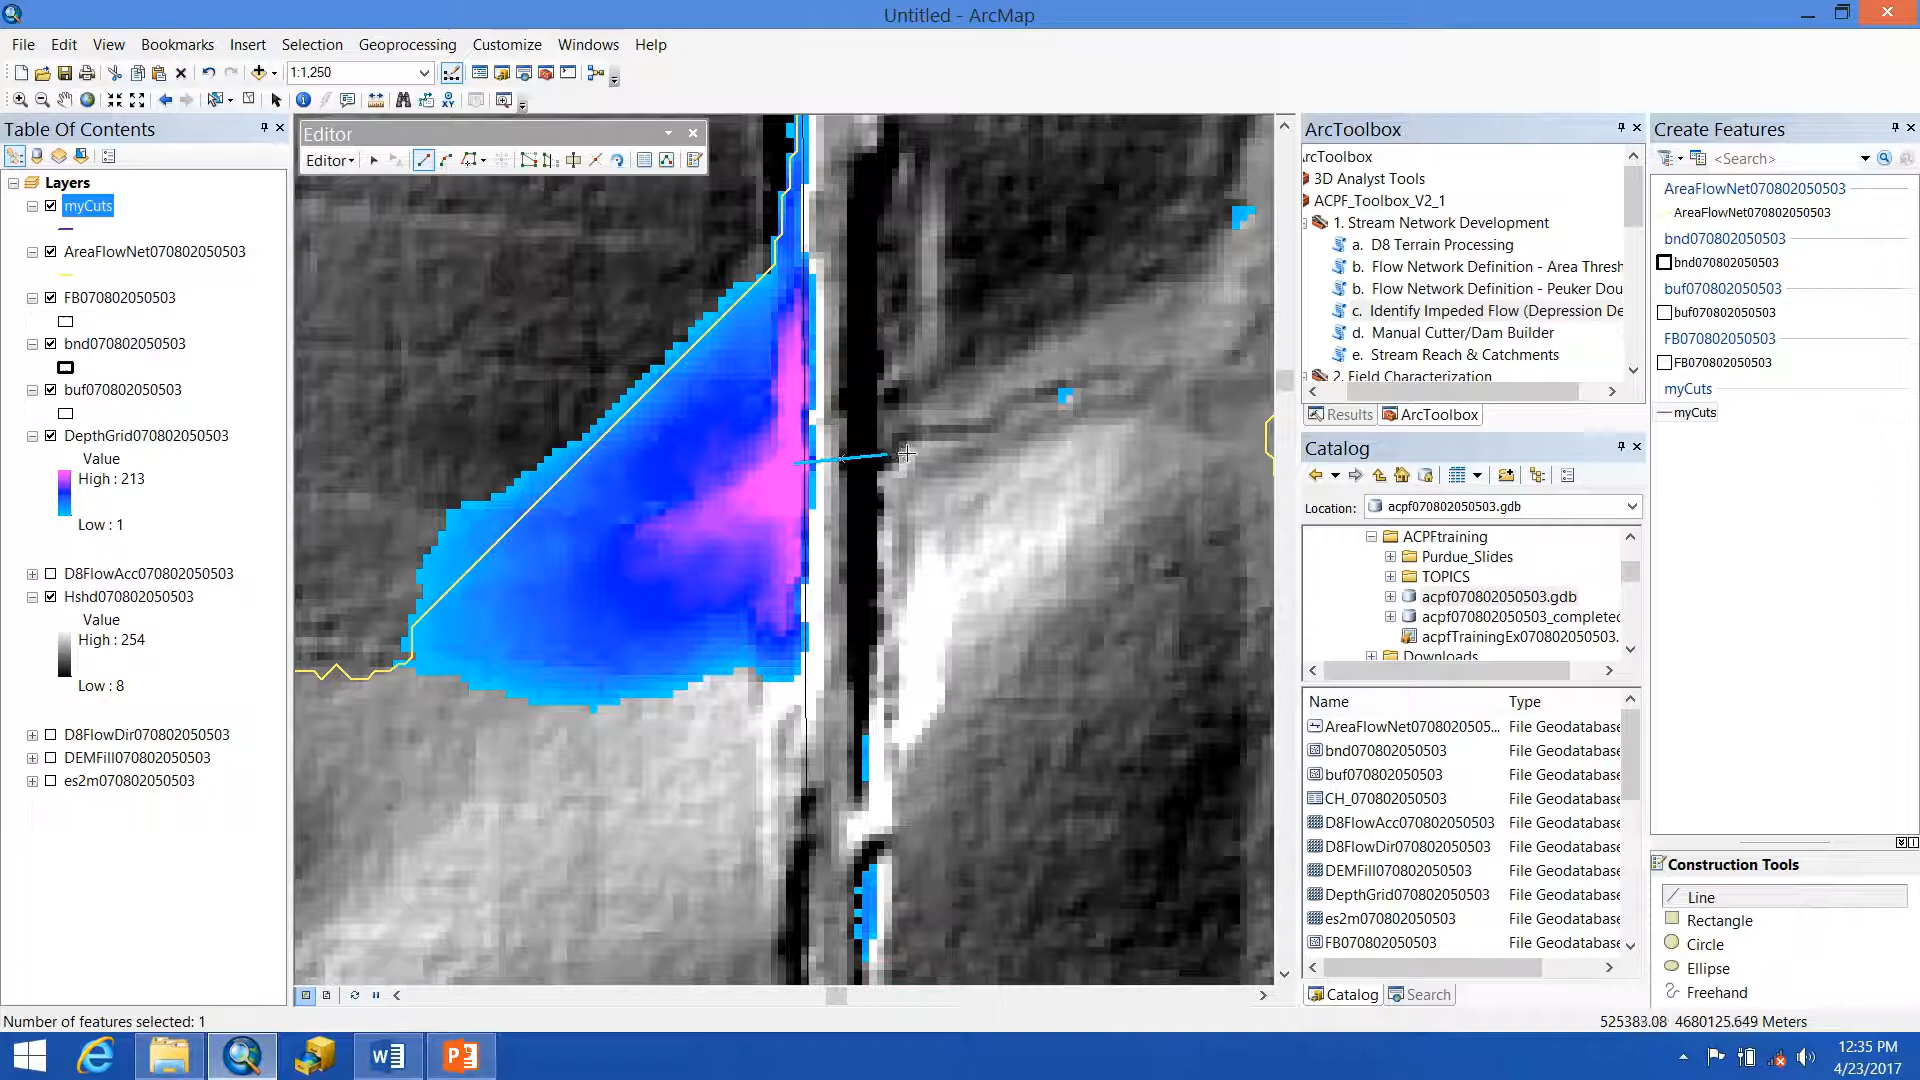 Untitled - ArcMap
File Edit View Bookmarks Insert Selection Geoprocessing Customize Windows Help
1:1,250
Table Of Contents
Layers
myCuts
AreaFlowNet070802050503
FB070802050503
bnd070802050503
buf070802050503
DepthGrid070802050503
Value
High : 213
Low : 1
D8FlowAcc070802050503
Hshd070802050503
Value
High : 254
Low : 8
D8FlowDir070802050503
DEMFill070802050503
es2m070802050503
Editor
Editor
ArcToolbox
rcToolbox
3D Analyst Tools
ACPF_Toolbox_V2_1
1. Stream Network Development
a. D8 Terrain Processing
b. Flow Network Definition - Area Thresh
b. Flow Network Definition - Peuker Dou
c. Identify Impeded Flow (Depression De
d. Manual Cutter/Dam Builder
e. Stream Reach & Catchments
2. Field Characterization
Results ArcToolbox
Catalog
Location: acpf070802050503.gdb
ACPFtraining
Purdue_Slides
TOPICS
acpf070802050503.gdb
acpf070802050503_completed
acpfTrainingEx070802050503.
Downloads
Name Type
AreaFlowNet0708020505... File Geodatabase
bnd070802050503 File Geodatabase
buf070802050503 File Geodatabase
CH_070802050503 File Geodatabase
D8FlowAcc070802050503 File Geodatabase
D8FlowDir070802050503 File Geodatabase
DEMFill070802050503 File Geodatabase
DepthGrid070802050503 File Geodatabase
es2m070802050503 File Geodatabase
FB070802050503 File Geodatabase
Catalog Search
Create Features
<Search>
AreaFlowNet070802050503
AreaFlowNet070802050503
bnd070802050503
bnd070802050503
buf070802050503
buf070802050503
FB070802050503
FB070802050503
myCuts
myCuts
Construction Tools
Line
Rectangle
Circle
Ellipse
Freehand
Number of features selected: 1
525383.08 4680125.649 Meters
12:35 PM
4/23/2017